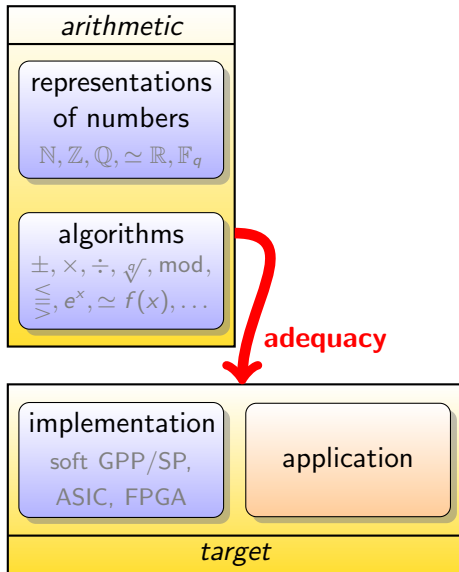 arithmetic
representations
of numbers
ℕ, ℤ, ℚ, ≃ ℝ, 𝔽_q
algorithms
±, ×, ÷, ∜, mod,
⋚, e^x, ≃ f(x), . . .
adequacy
implementation
soft GPP/SP,
ASIC, FPGA
application
target